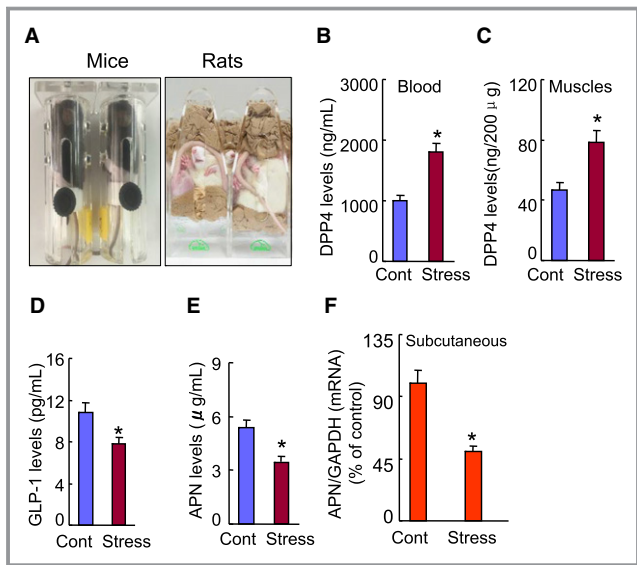 A
Mice
Rats
B
DPP4 levels (ng/mL)
3000
2000
1000
0
Blood
*
Cont Stress
C
DPP4 levels(ng/200 μg)
120
80
40
0
Muscles
*
Cont Stress
D
GLP-1 levels (pg/mL)
16
12
8
4
0
*
Cont Stress
E
APN levels (μg/mL)
9
6
3
0
*
Cont Stress
F
APN/GAPDH (mRNA)
(% of control)
135
90
45
0
Subcutaneous
*
Cont Stress